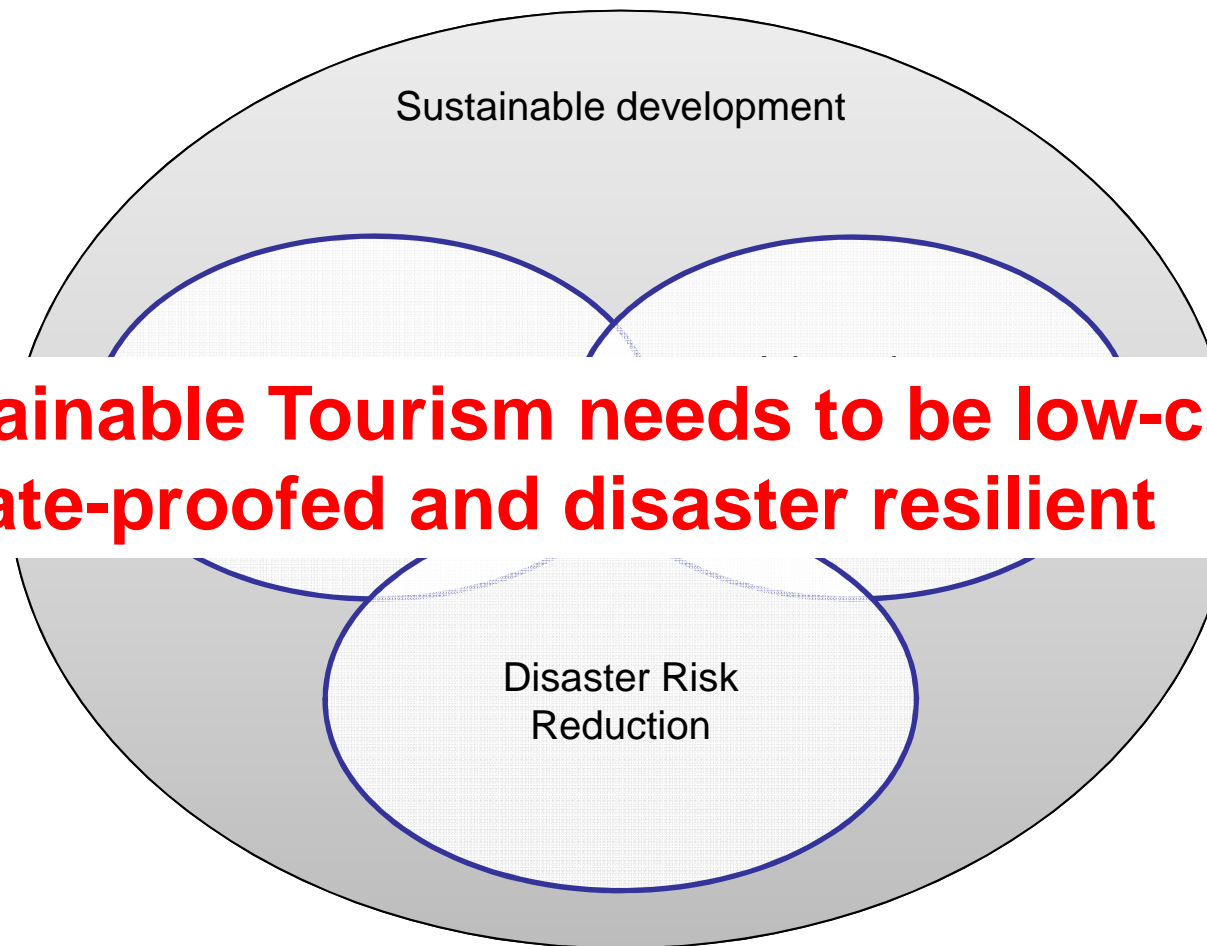 Sustainable development
ainable Tourism needs to be low-c
ate-proofed and disaster resilient
Disaster Risk
Reduction